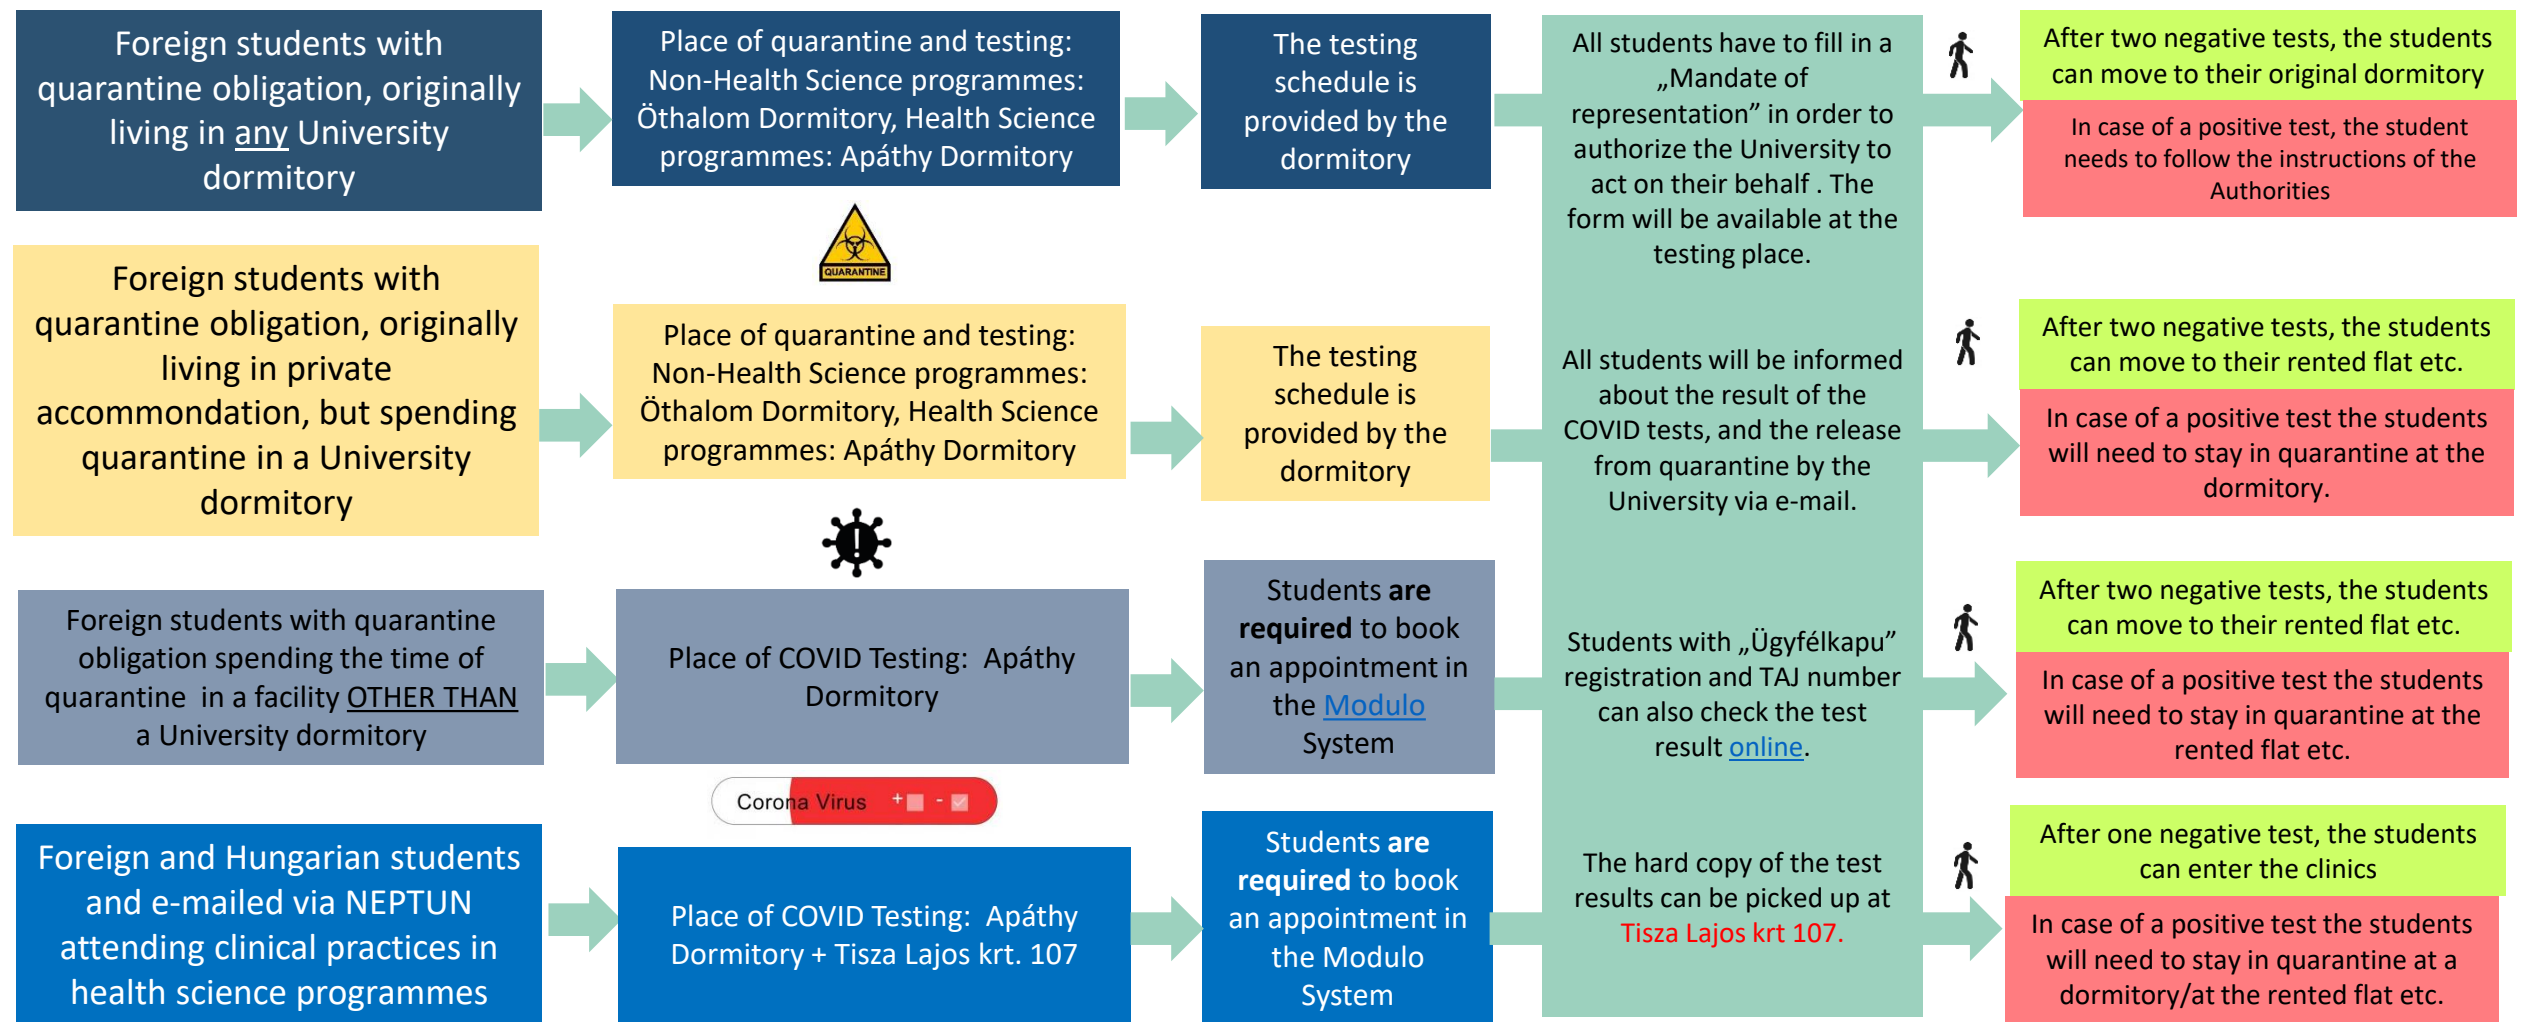 Foreign students with
quarantine obligation, originally
living in any University
dormitory
Place of quarantine and testing:
Non-Health Science programmes:
Öthalom Dormitory, Health Science
programmes: Apáthy Dormitory
The testing
schedule is
provided by the
dormitory
All students have to fill in a
„Mandate of
representation” in order to
authorize the University to
act on their behalf . The
form will be available at the
testing place.
After two negative tests, the students
can move to their original dormitory
In case of a positive test, the student
needs to follow the instructions of the
Authorities
QUARANTINE
Foreign students with
quarantine obligation, originally
living in private
accommondation, but spending
quarantine in a University
dormitory
Place of quarantine and testing:
Non-Health Science programmes:
Öthalom Dormitory, Health Science
programmes: Apáthy Dormitory
The testing
schedule is
provided by the
dormitory
All students will be informed
about the result of the
COVID tests, and the release
from quarantine by the
University via e-mail.
After two negative tests, the students
can move to their rented flat etc.
In case of a positive test the students
will need to stay in quarantine at the
dormitory.
Foreign students with quarantine
obligation spending the time of
quarantine in a facility OTHER THAN
a University dormitory
Place of COVID Testing: Apáthy
Dormitory
Students are
required to book
an appointment in
the Modulo
System
Students with „Ügyfélkapu”
registration and TAJ number
can also check the test
result online.
After two negative tests, the students
can move to their rented flat etc.
In case of a positive test the students
will need to stay in quarantine at the
rented flat etc.
Corona Virus + -
Foreign and Hungarian students
and e-mailed via NEPTUN
attending clinical practices in
health science programmes
Place of COVID Testing: Apáthy
Dormitory + Tisza Lajos krt. 107
Students are
required to book
an appointment in
the Modulo
System
The hard copy of the test
results can be picked up at
Tisza Lajos krt 107.
After one negative test, the students
can enter the clinics
In case of a positive test the students
will need to stay in quarantine at a
dormitory/at the rented flat etc.